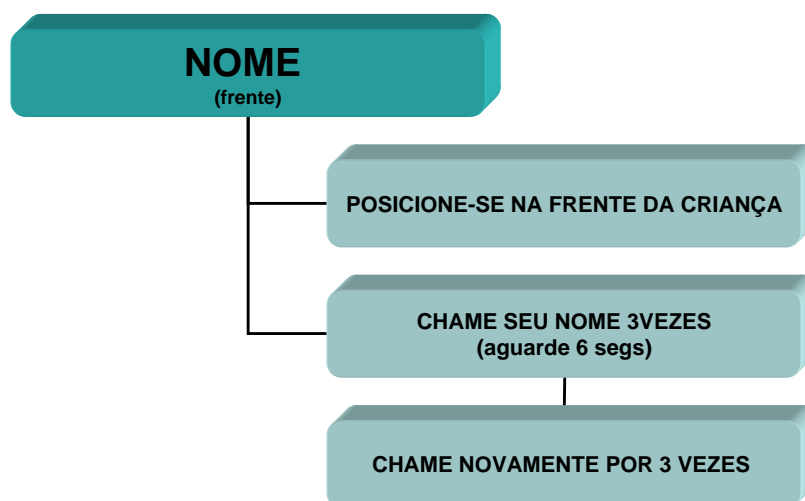 NOME
(frente)
POSICIONE-SE NA FRENTE DA CRIANÇA
CHAME SEU NOME 3VEZES
(aguarde 6 segs)
CHAME NOVAMENTE POR 3 VEZES